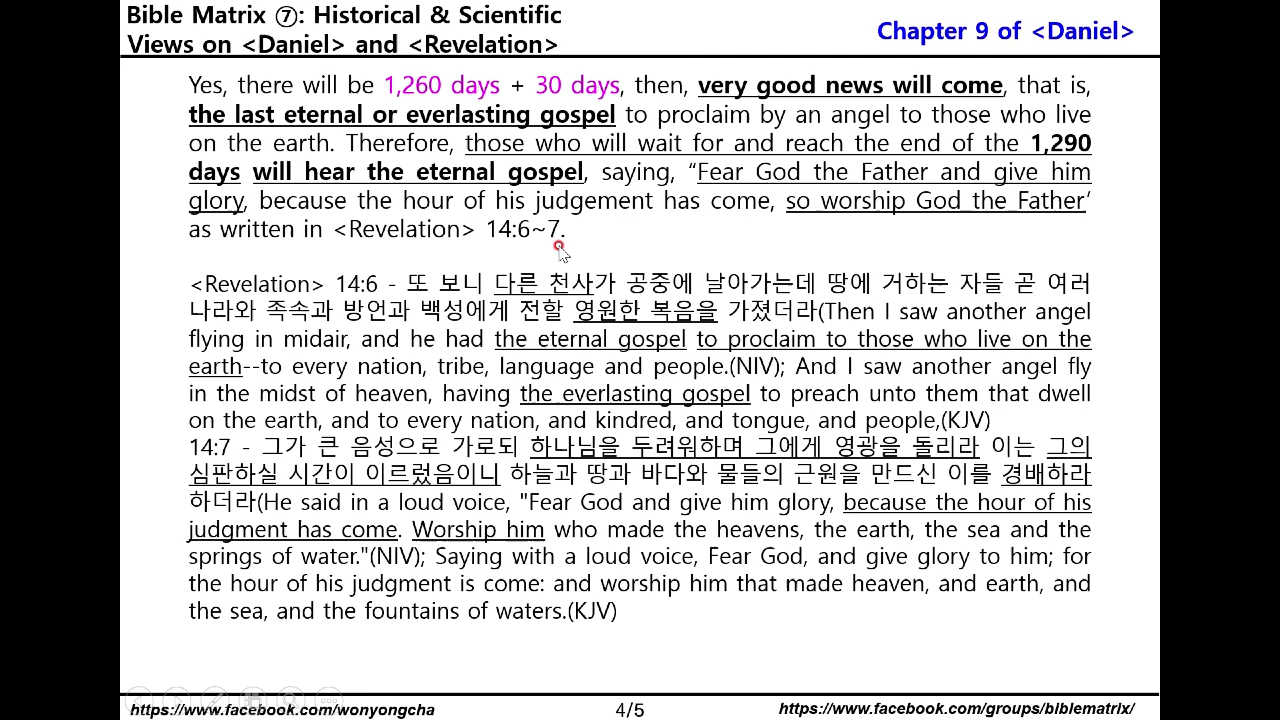 Bible Matrix ⑦: Historical & Scientific
Views on <Daniel> and <Revelation>
Chapter 9 of <Daniel>
Yes, there will be 1,260 days + 30 days, then, very good news will come, that is,
the last eternal or everlasting gospel to proclaim by an angel to those who live
on the earth. Therefore, those who will wait for and reach the end of the 1,290
days will hear the eternal gospel, saying, “Fear God the Father and give him
glory, because the hour of his judgement has come, so worship God the Father’
as written in <Revelation> 14:6~7.
<Revelation> 14:6 - 또 보니 다른 천사가 공중에 날아가는데 땅에 거하는 자들 곧 여러
나라와 족속과 방언과 백성에게 전할 영원한 복음을 가졌더라(Then I saw another angel
flying in midair, and he had the eternal gospel to proclaim to those who live on the
earth--to every nation, tribe, language and people.(NIV); And I saw another angel fly
in the midst of heaven, having the everlasting gospel to preach unto them that dwell
on the earth, and to every nation, and kindred, and tongue, and people,(KJV)
14:7 - 그가 큰 음성으로 가로되 하나님을 두려워하며 그에게 영광을 돌리라 이는 그의
심판하실 시간이 이르렀음이니 하늘과 땅과 바다와 물들의 근원을 만드신 이를 경배하라
하더라(He said in a loud voice, "Fear God and give him glory, because the hour of his
judgment has come. Worship him who made the heavens, the earth, the sea and the
springs of water."(NIV); Saying with a loud voice, Fear God, and give glory to him; for
the hour of his judgment is come: and worship him that made heaven, and earth, and
the sea, and the fountains of waters.(KJV)
https://www.facebook.com/wonyongcha
4/5
https://www.facebook.com/groups/biblematrix/